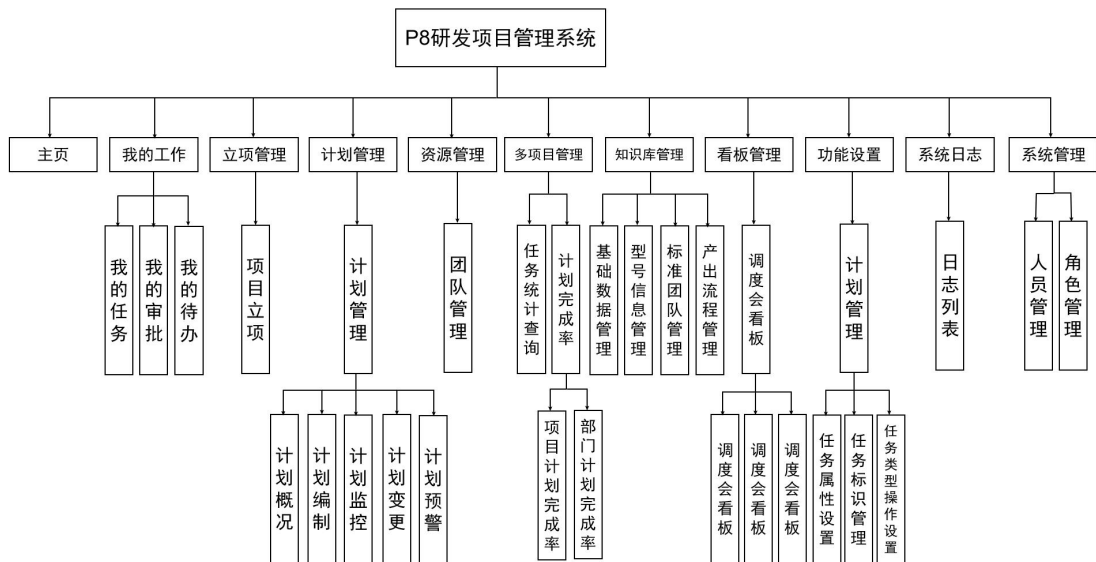 P8研发项目管理系统
主页
我的工作
立项管理
计划管理
资源管理
多项目管理
知识库管理
看板管理
功能设置
系统日志
系统管理
我的任务
我的审批
我的待办
项目立项
计划管理
团队管理
任务统计查询
计划完成率
基础数据管理
型号信息管理
标准团队管理
产出流程管理
调度会看板
计划管理
日志列表
人员管理
角色管理
计划概况
计划编制
计划监控
计划变更
计划预警
项目计划完成率
部门计划完成率
调度会看板
调度会看板
调度会看板
任务属性设置
任务标识管理
任务类型操作设置